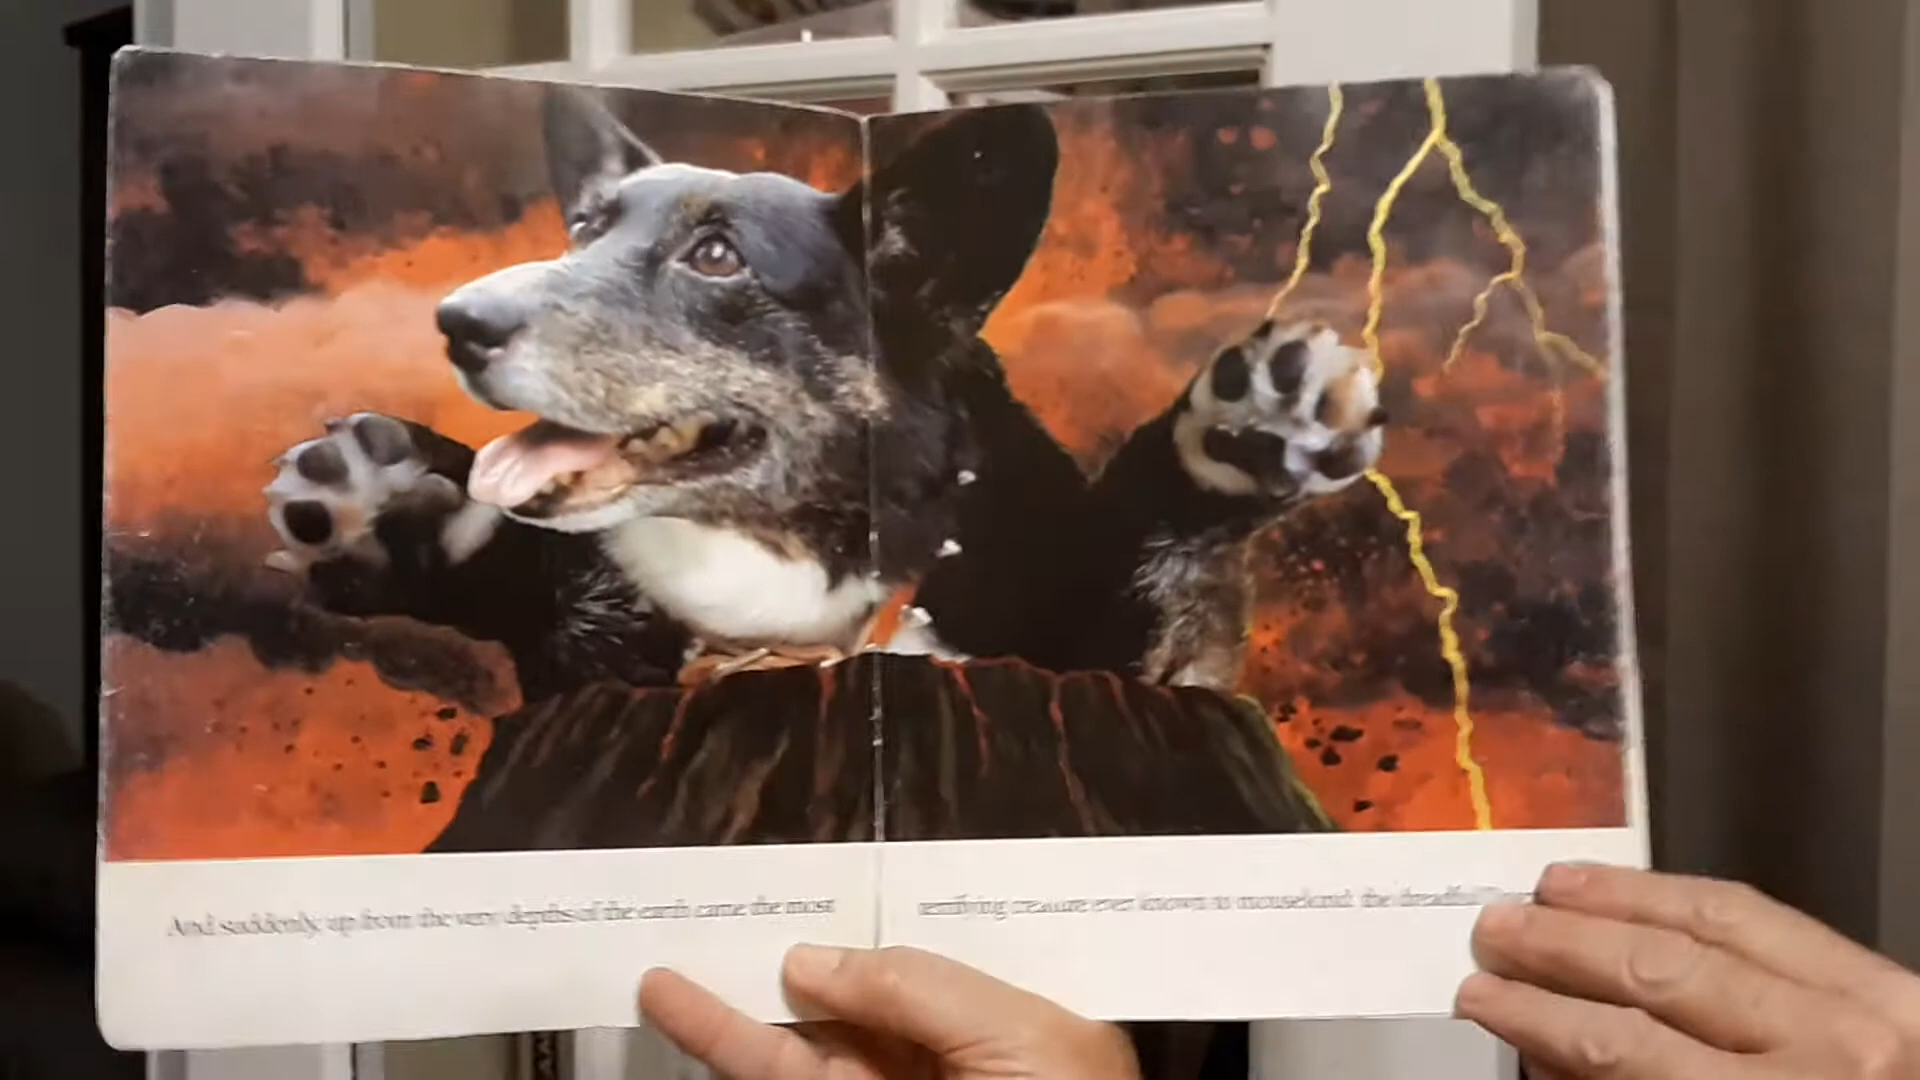 And suddenly, up from the very depths of the earth came the most
terrifying creature ever known to mousekind: the dreadful